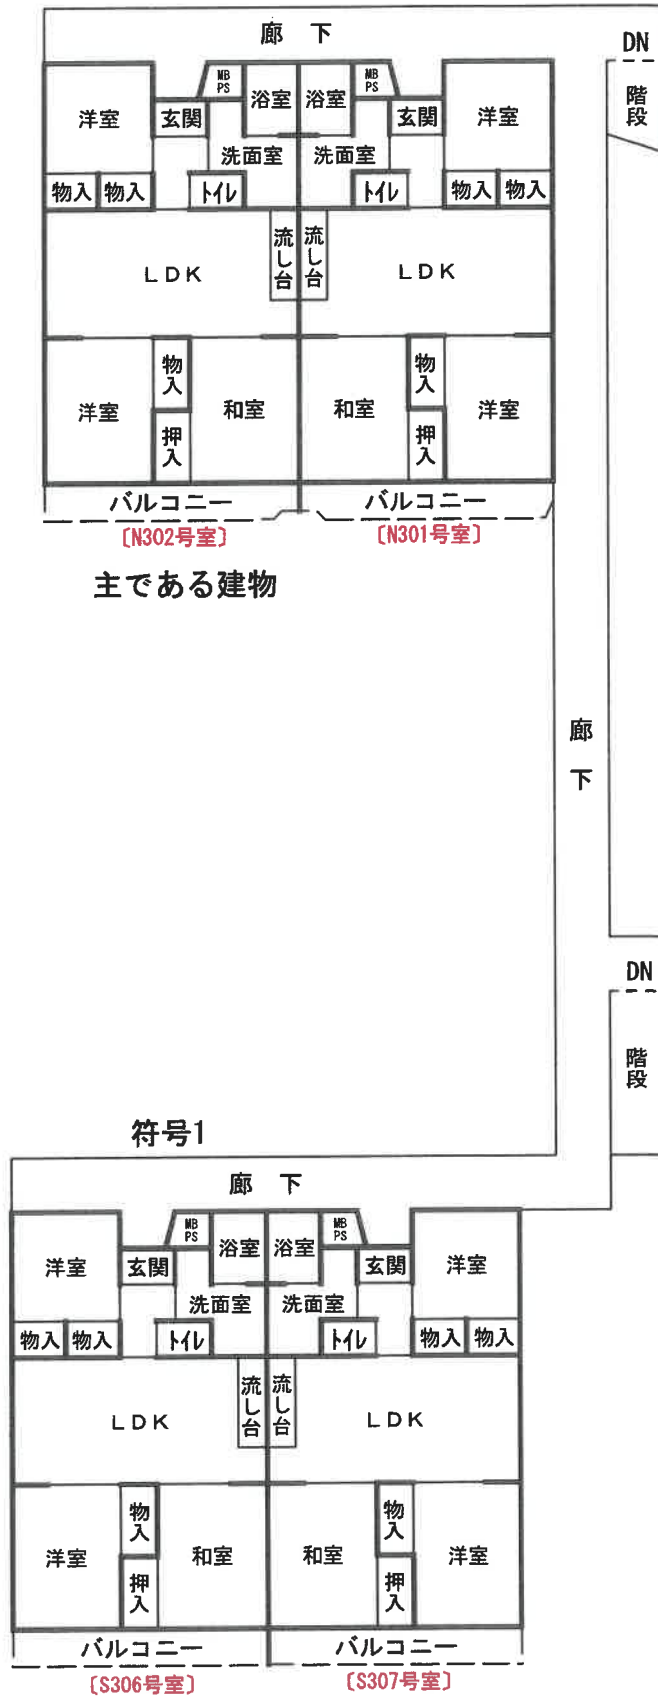 廊 下
DN
階段
MB
PS
浴室
浴室
MB
PS
洋室
玄関
玄関
洋室
洗面室
洗面室
物入
物入
トイレ
トイレ
物入
物入
流し台
流し台
LDK
LDK
物入
物入
洋室
和室
和室
洋室
押入
押入
バルコニー
バルコニー
〔N302号室〕
〔N301号室〕
主である建物
廊下
DN
階段
符号1
廊 下
MB
PS
浴室
浴室
MB
PS
洋室
玄関
玄関
洋室
洗面室
洗面室
物入
物入
トイレ
トイレ
物入
物入
流し台
流し台
LDK
LDK
物入
物入
洋室
和室
和室
洋室
押入
押入
バルコニー
バルコニー
〔S306号室〕
〔S307号室〕